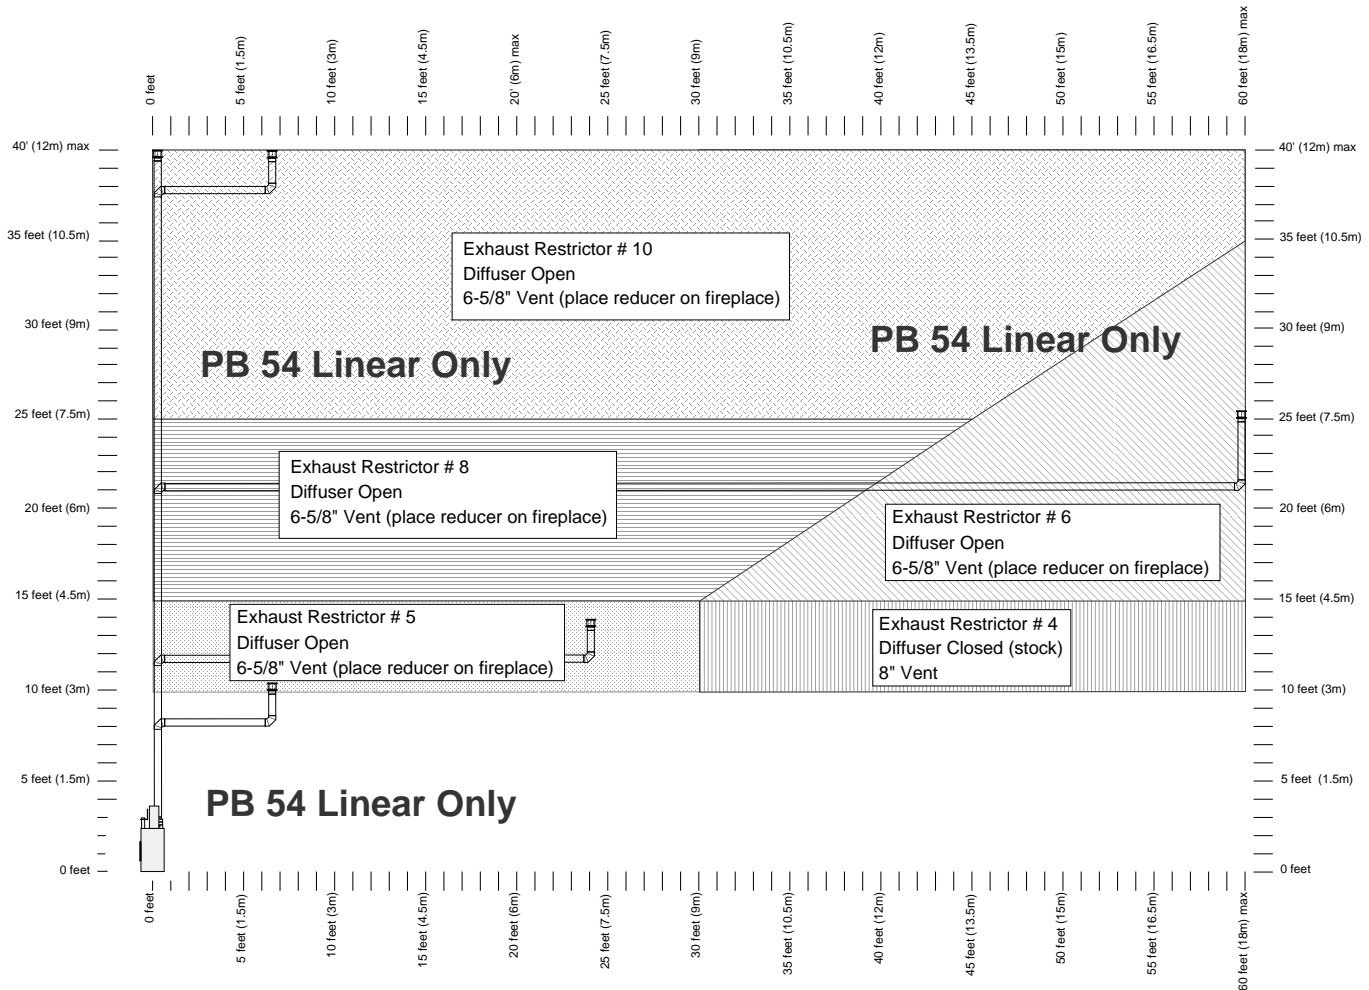 0 feet
5 feet (1.5m)
10 feet (3m)
15 feet (4.5m)
20' (6m) max
25 feet (7.5m)
30 feet (9m)
35 feet (10.5m)
40 feet (12m)
45 feet (13.5m)
50 feet (15m)
55 feet (16.5m)
60 feet (18m) max
40' (12m) max
35 feet (10.5m)
30 feet (9m)
25 feet (7.5m)
20 feet (6m)
15 feet (4.5m)
10 feet (3m)
5 feet (1.5m)
0 feet
Exhaust Restrictor # 10
Diffuser Open
6-5/8" Vent (place reducer on fireplace)
PB 54 Linear Only
PB 54 Linear Only
Exhaust Restrictor # 8
Diffuser Open
6-5/8" Vent (place reducer on fireplace)
Exhaust Restrictor # 6
Diffuser Open
6-5/8" Vent (place reducer on fireplace)
Exhaust Restrictor # 5
Diffuser Open
6-5/8" Vent (place reducer on fireplace)
Exhaust Restrictor # 4
Diffuser Closed (stock)
8" Vent
PB 54 Linear Only
40' (12m) max
35 feet (10.5m)
30 feet (9m)
25 feet (7.5m)
20 feet (6m)
15 feet (4.5m)
10 feet (3m)
5 feet (1.5m)
0 feet
0 feet
5 feet (1.5m)
10 feet (3m)
15 feet (4.5m)
20 feet (6m)
25 feet (7.5m)
30 feet (9m)
35 feet (10.5m)
40 feet (12m)
45 feet (13.5m)
50 feet (15m)
55 feet (16.5m)
60 feet (18m) max